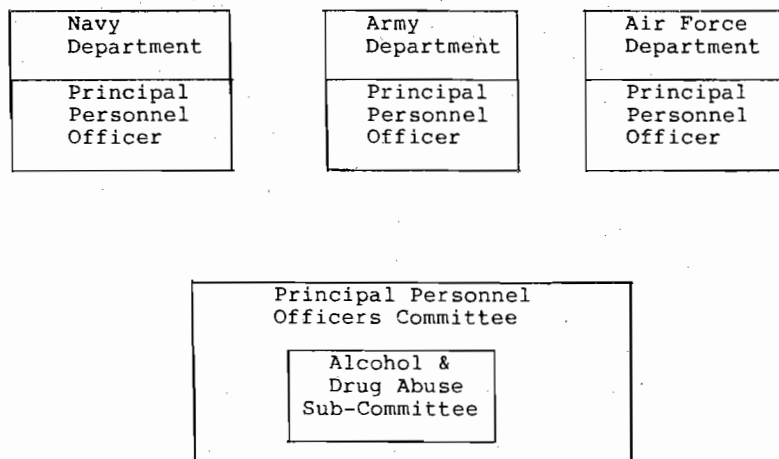 Navy
Department
Principal
Personnel
Officer
Army
Department
Principal
Personnel
Officer
Air Force
Department
Principal
Personnel
Officer
Principal Personnel
Officers Committee
Alcohol &
Drug Abuse
Sub-Committee